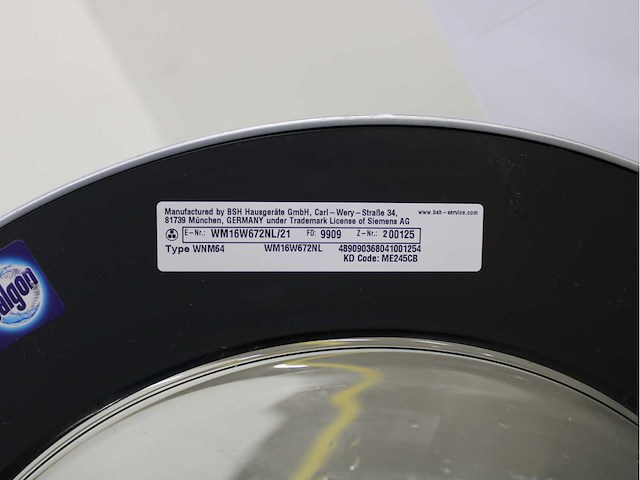 Manufactured by BSH Hausgeräte GmbH, Carl-Wery-Straße 34,
81739 München, GERMANY under Trademark License of Siemens AG
www.bsh-service.com
E-Nr.: WM16W672NL/21 FD: 9909 Z-Nr.: 200125
Type WNM64 WM16W672NL 489090368041001254
KD Code: ME245CB
algon